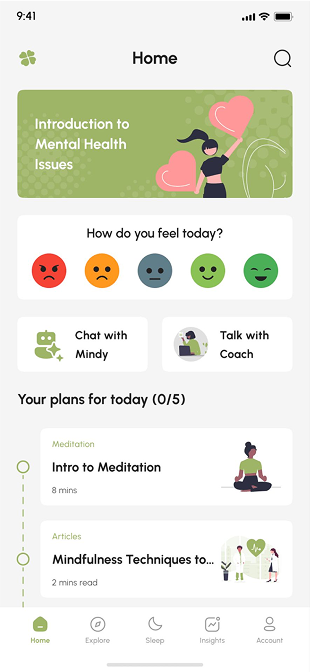 9:41
Home
Introduction to
Mental Health
Issues
How do you feel today?
Chat with
Mindy
Talk with
Coach
Your plans for today (0/5)
Meditation
Intro to Meditation
8 mins
Articles
Mindfulness Techniques to...
2 mins read
Home
Explore
Sleep
Insights
Account